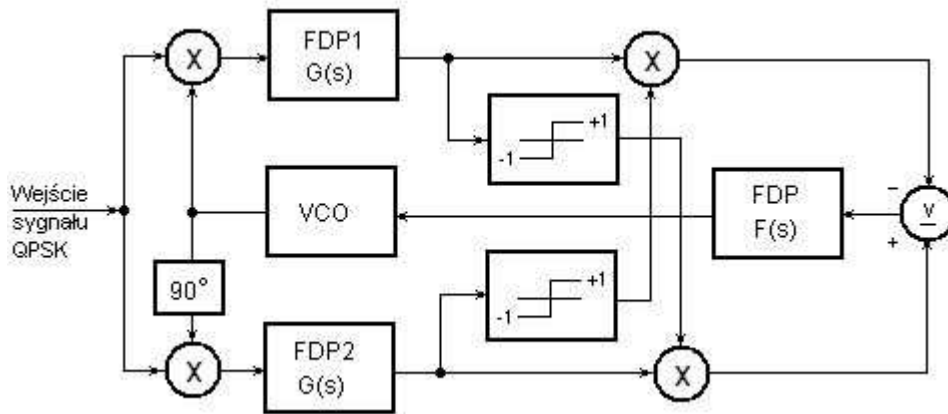 X
FDP1
G(s)
X
+1
-1
Wejście
sygnału
QPSK
VCO
FDP
F(s)
−
+
90°
+1
-1
X
FDP2
G(s)
X